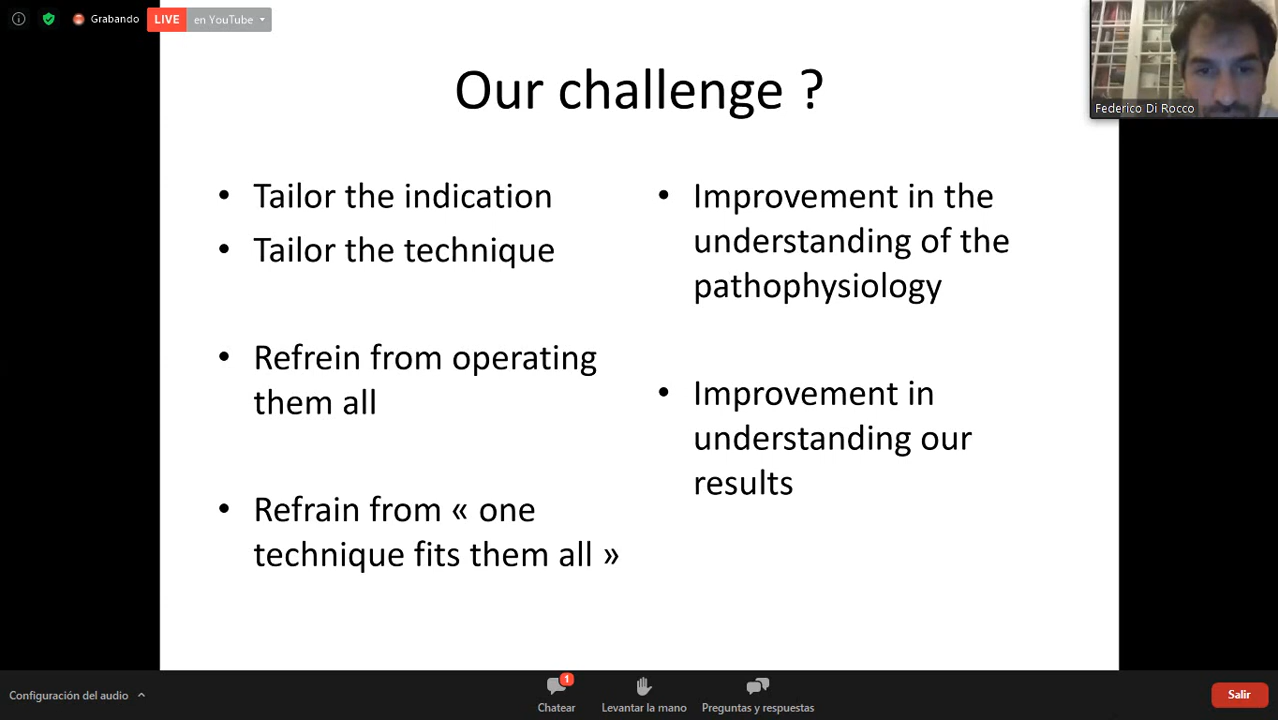 Grabando
LIVE en YouTube
Federico Di Rocco
Our challenge ?
• Tailor the indication
• Tailor the technique
• Refrein from operating
them all
• Refrain from « one
technique fits them all »
• Improvement in the
understanding of the
pathophysiology
• Improvement in
understanding our
results
Configuración del audio
1
Chatear
Levantar la mano
Preguntas y respuestas
Salir